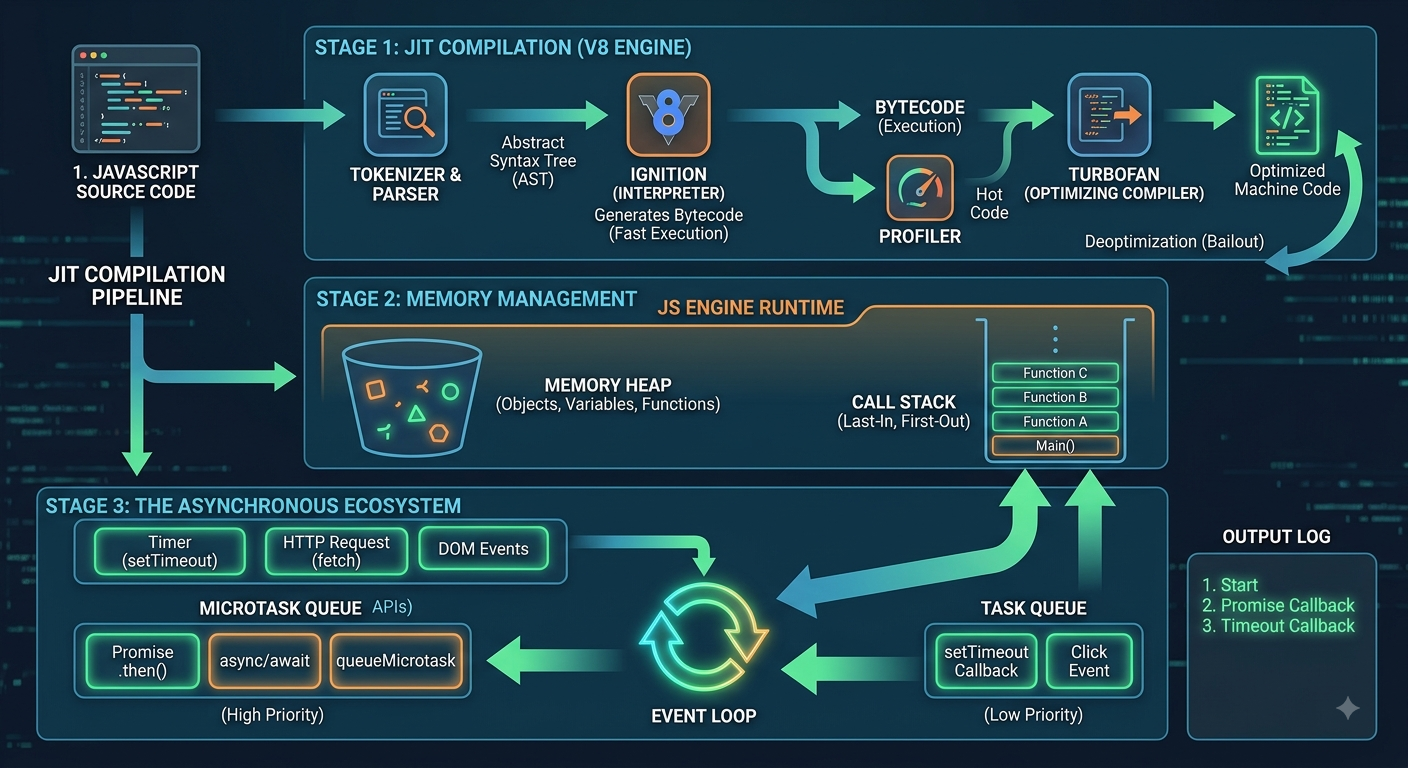 STAGE 1: JIT COMPILATION (V8 ENGINE)
1. JAVASCRIPT
SOURCE CODE
TOKENIZER &
PARSER
Abstract
Syntax Tree
(AST)
8
IGNITION
(INTERPRETER)
Generates Bytecode
(Fast Execution)
BYTECODE
(Execution)
PROFILER
Hot
Code
TURBOFAN
(OPTIMIZING COMPILER)
</>
Optimized
Machine Code
Deoptimization (Bailout)
JIT COMPILATION
PIPELINE
STAGE 2: MEMORY MANAGEMENT
JS ENGINE RUNTIME
MEMORY HEAP
(Objects, Variables, Functions)
CALL STACK
(Last-In, First-Out)
Function C
Function B
Function A
Main()
STAGE 3: THE ASYNCHRONOUS ECOSYSTEM
Timer
(setTimeout)
HTTP Request
(fetch)
DOM Events
MICROTASK QUEUE APIs)
Promise
.then()
async/await
queueMicrotask
(High Priority)
EVENT LOOP
TASK QUEUE
setTimeout
Callback
Click
Event
(Low Priority)
OUTPUT LOG
1. Start
2. Promise Callback
3. Timeout Callback